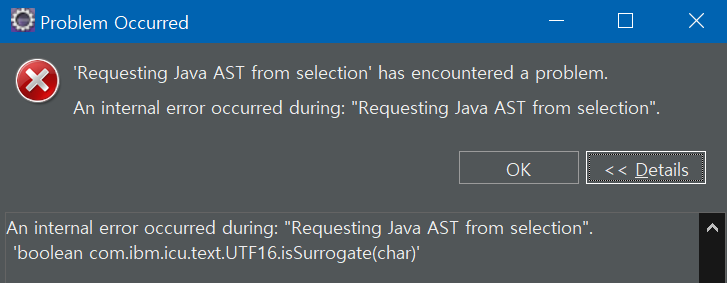 Problem Occurred
'Requesting Java AST from selection' has encountered a problem.
An internal error occurred during: "Requesting Java AST from selection".
OK
<< Details
An internal error occurred during: "Requesting Java AST from selection".
'boolean com.ibm.icu.text.UTF16.isSurrogate(char)'